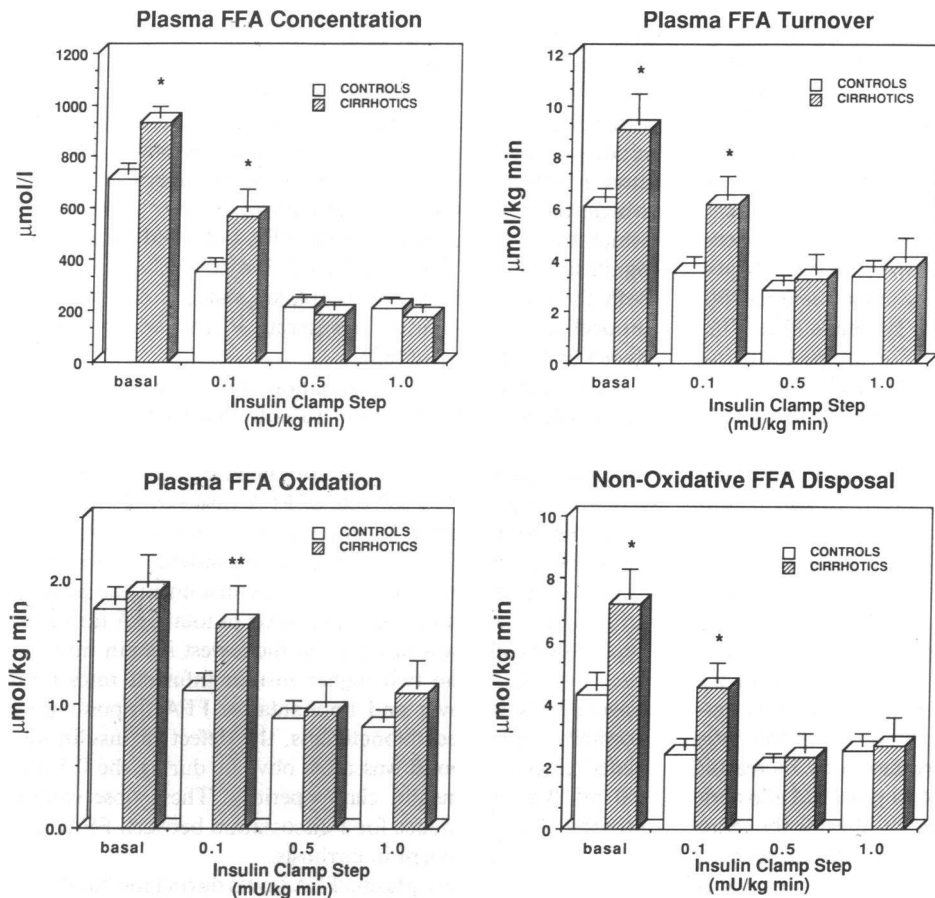 Plasma FFA Concentration
1200
1000
800
600
400
200
0
μmol/l
CONTROLS
CIRRHOTICS
*
*
basal
0.1
0.5
1.0
Insulin Clamp Step
(mU/kg min)
Plasma FFA Turnover
12
10
8
6
4
2
0
μmol/kg min
CONTROLS
CIRRHOTICS
*
*
basal
0.1
0.5
1.0
Insulin Clamp Step
(mU/kg min)
Plasma FFA Oxidation
2.0
1.0
0.0
μmol/kg min
CONTROLS
CIRRHOTICS
**
basal
0.1
0.5
1.0
Insulin Clamp Step
(mU/kg min)
Non-Oxidative FFA Disposal
10
8
6
4
2
0
μmol/kg min
CONTROLS
CIRRHOTICS
*
*
basal
0.1
0.5
1.0
Insulin Clamp Step
(mU/kg min)